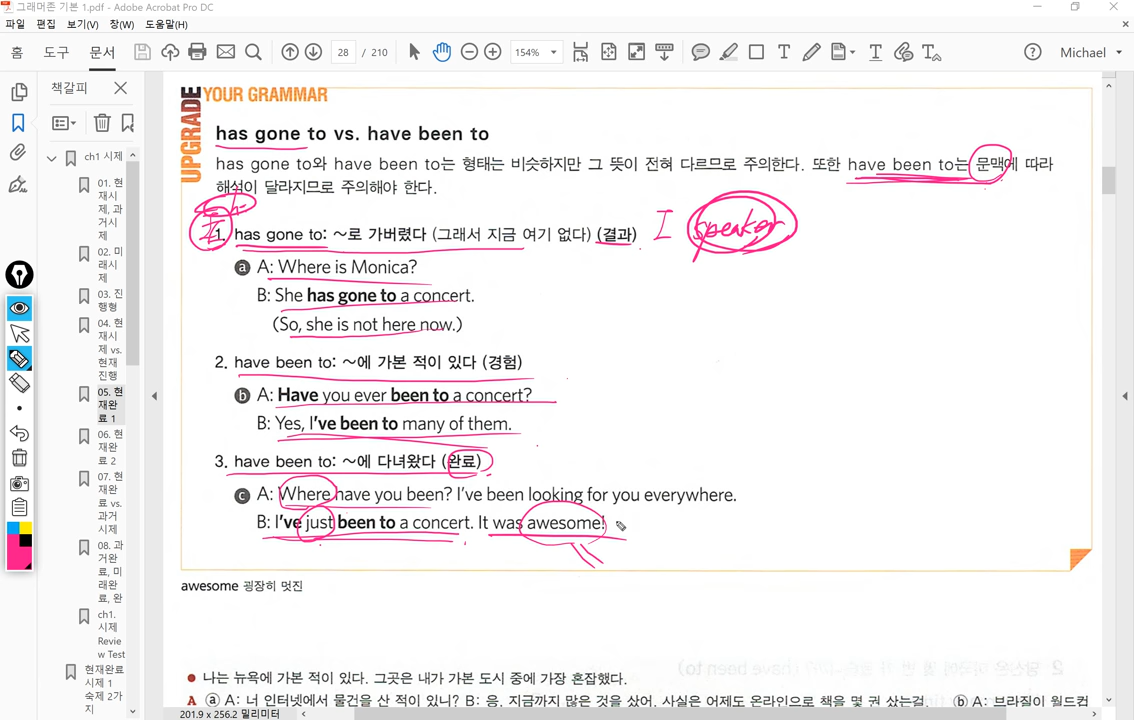 그래머존 기본 1.pdf - Adobe Acrobat Pro DC
파일 편집 보기(V) 창(W) 도움말(H)
홈 도구 문서 28 / 210 154% Michael
책갈피
ch1 시제
01. 현
재시
제, 과
거시
제
02. 미
래시
제
03. 진
행형
04. 현
재시
제 vs.
현재
진행
05. 현
재완
료 1
06. 현
재완
료 2
07. 현
재완
료 vs.
과거
시제
08. 과
거완
료, 미
래완
료, 완
ch1.
시제
Revie
w Test
현재완료
시제 1
숙제 2가
지
UPGRADE YOUR GRAMMAR
has gone to vs. have been to
has gone to와 have been to는 형태는 비슷하지만 그 뜻이 전혀 다르므로 주의한다. 또한 have been to는 문맥에 따라
해석이 달라지므로 주의해야 한다.
1. has gone to: ~로 가버렸다 (그래서 지금 여기 없다) (결과) I speaker
ⓐ A: Where is Monica?
B: She has gone to a concert.
(So, she is not here now.)
2. have been to: ~에 가본 적이 있다 (경험)
ⓑ A: Have you ever been to a concert?
B: Yes, I've been to many of them.
3. have been to: ~에 다녀왔다 (완료)
ⓒ A: Where have you been? I've been looking for you everywhere.
B: I've just been to a concert. It was awesome!
awesome 굉장히 멋진
● 나는 뉴욕에 가본 적이 있다. 그곳은 내가 가본 도시 중에 가장 혼잡했다.
A ⓐ A: 너 인터넷에서 물건을 산 적이 있니? B: 응. 지금까지 많은 것을 샀어. 사실은 어제도 온라인으로 책을 몇 권 샀는걸. ⓑ A: 브라질이 월드컵
201.9 x 256.2 밀리미터